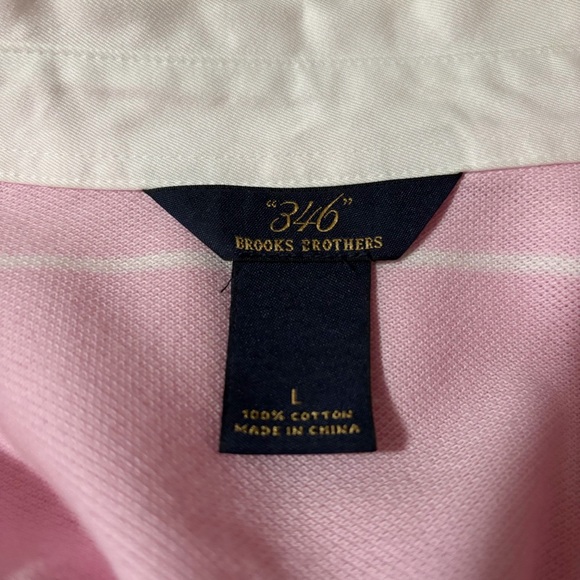 "346"
BROOKS BROTHERS
L
100% COTTON
MADE IN CHINA